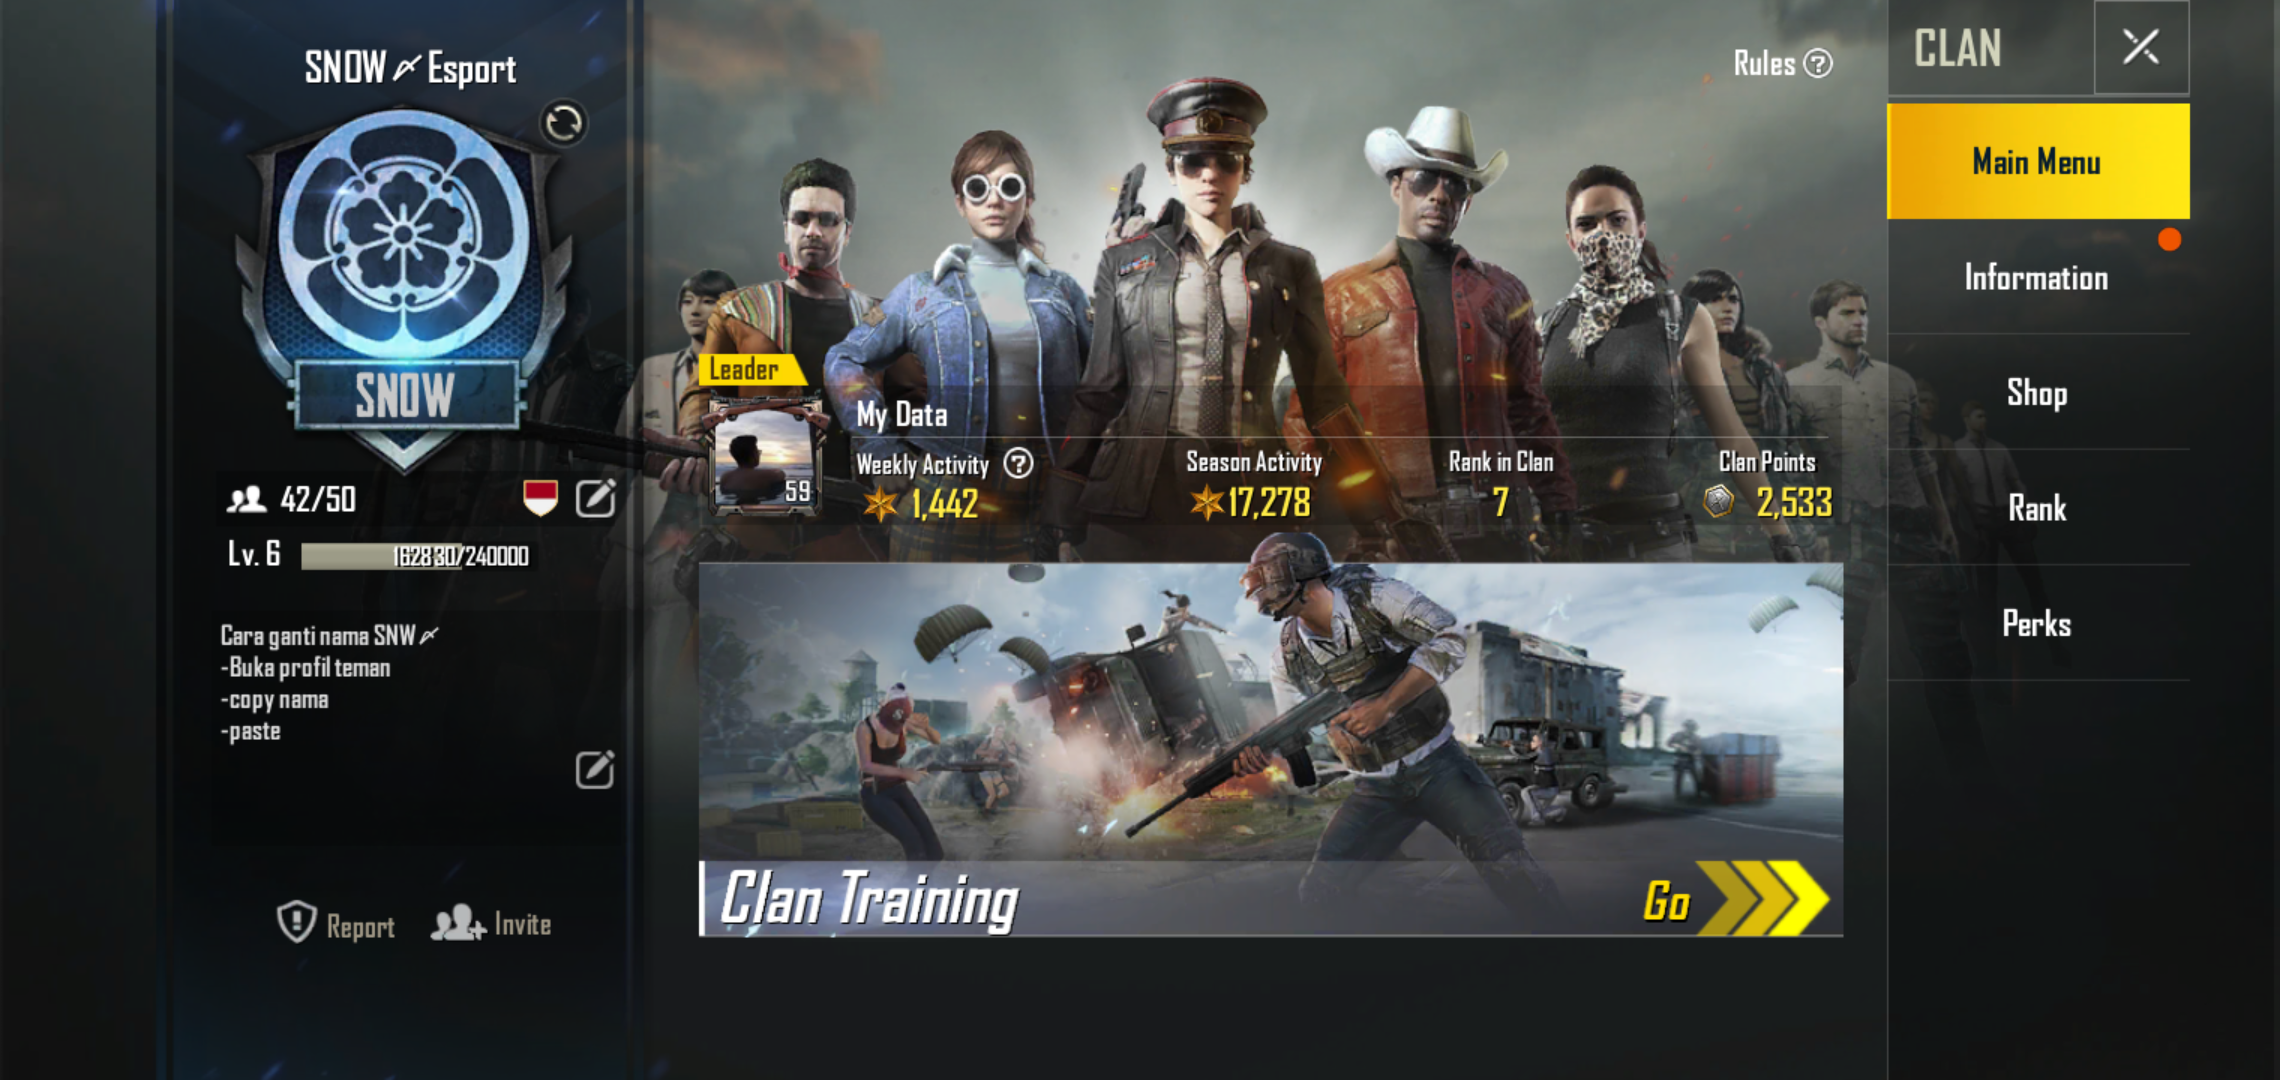 SNOW〆Esport
SNOW
42/50
Lv. 6
162830/240000
Cara ganti nama SNW〆
-Buka profil teman
-copy nama
-paste
Report
Invite
Rules ?
Leader
59
My Data
Weekly Activity ?
1,442
Season Activity
17,278
Rank in Clan
7
Clan Points
2,533
Clan Training
Go
CLAN
Main Menu
Information
Shop
Rank
Perks